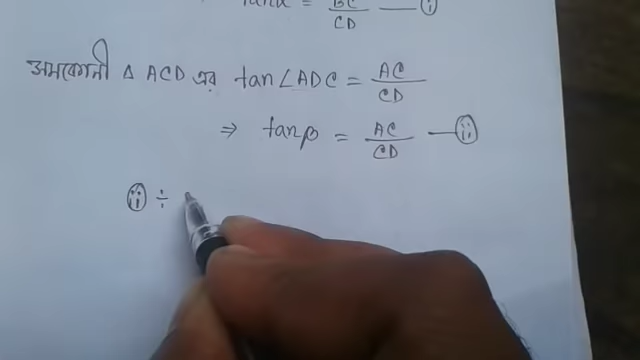 tanα = BC/CD — (i)
সমকোনী Δ ACD এর tan∠ADC = AC/CD
⇒ tanβ = AC/CD — (ii)
(ii) ÷